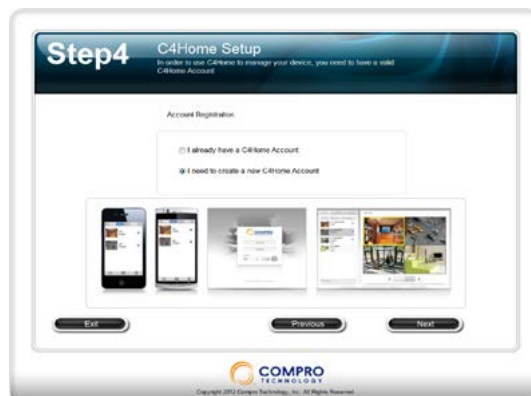 Step4
C4Home Setup
In order to use C4Home to manage your device, you need to have a valid
C4Home Account
Account Registration
I already have a C4Home Account
I need to create a new C4Home Account
COMPRO
Exit
Previous
Next
COMPRO
TECHNOLOGY
Copyright 2012 Compro Technology, Inc. All Rights Reserved.